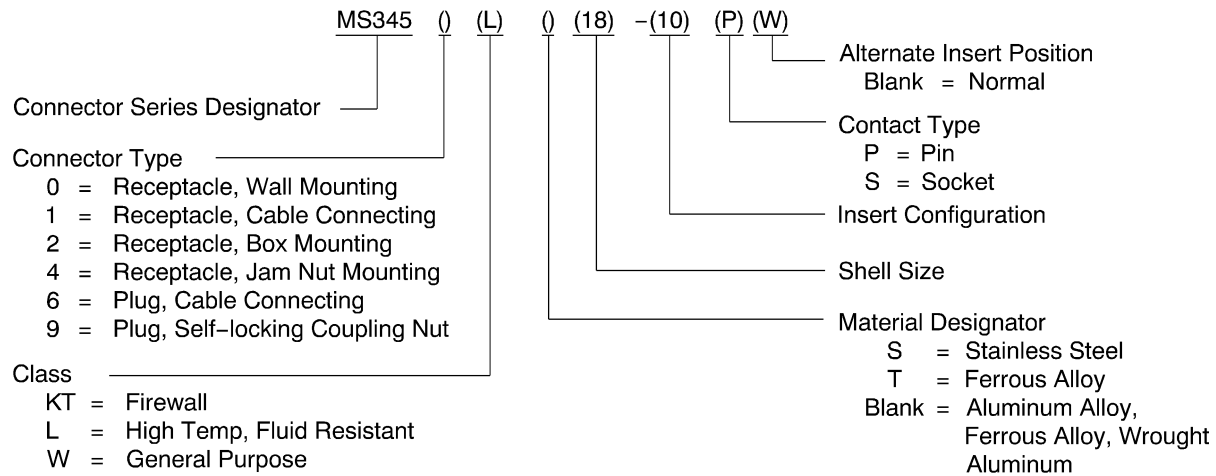 MS345 () (L) () (18) –(10) (P) (W)
Connector Series Designator
Connector Type
0 = Receptacle, Wall Mounting
1 = Receptacle, Cable Connecting
2 = Receptacle, Box Mounting
4 = Receptacle, Jam Nut Mounting
6 = Plug, Cable Connecting
9 = Plug, Self–locking Coupling Nut
Class
KT = Firewall
L = High Temp, Fluid Resistant
W = General Purpose
Alternate Insert Position
Blank = Normal
Contact Type
P = Pin
S = Socket
Insert Configuration
Shell Size
Material Designator
S = Stainless Steel
T = Ferrous Alloy
Blank = Aluminum Alloy,
Ferrous Alloy, Wrought
Aluminum